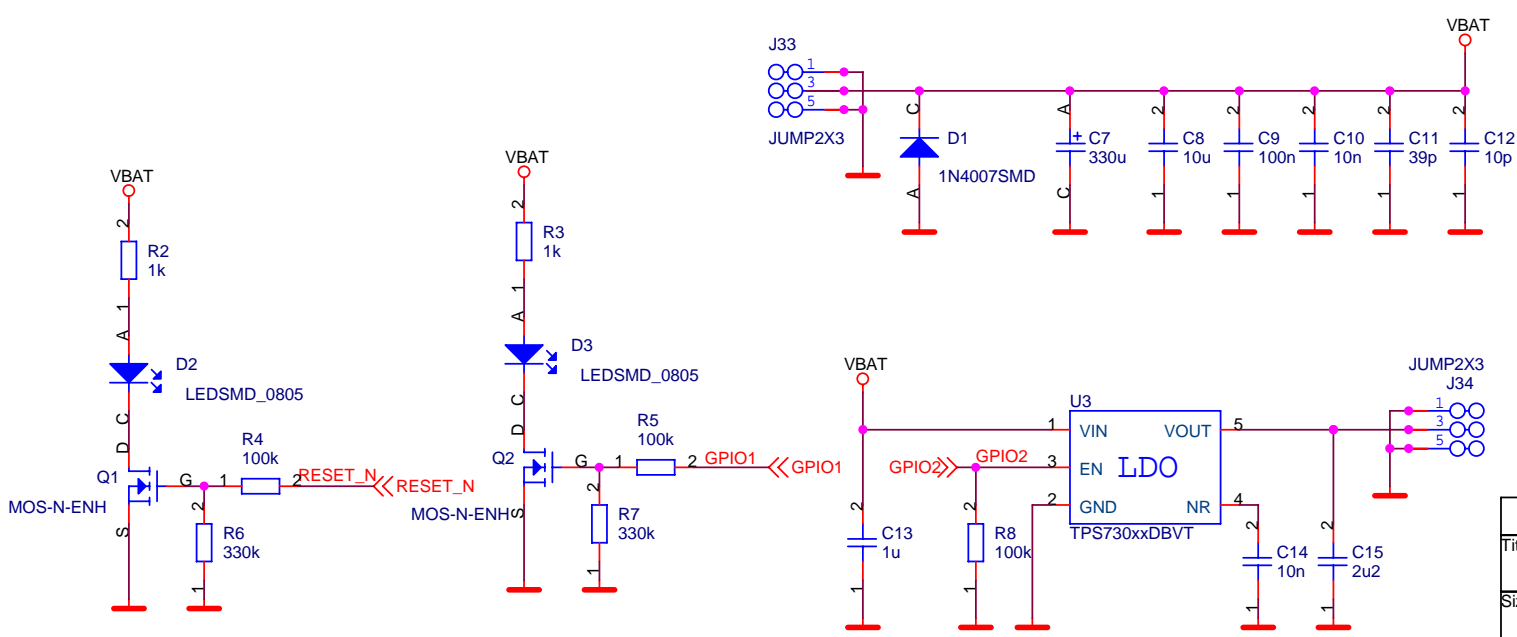 VBAT
J33
1
3
5
JUMP2X3
C
D1
1N4007SMD
A
A
C7
330u
C
2
C8
10u
1
2
C9
100n
1
2
C10
10n
1
2
C11
39p
1
2
C12
10p
1
VBAT
2
R2
1k
1
A
D2
LEDSMD_0805
C
D
Q1
G
MOS-N-ENH
S
1
R4
100k
2
RESET_N
RESET_N
2
R6
330k
1
VBAT
2
R3
1k
1
A
D3
LEDSMD_0805
C
D
Q2
G
MOS-N-ENH
S
R5
100k
1
2
GPIO1
GPIO1
2
R7
330k
1
VBAT
2
C13
1u
1
GPIO2
GPIO2
2
R8
100k
1
U3
1
VIN
VOUT
5
3
EN
LDO
2
GND
NR
4
TPS730xxDBVT
2
C14
10n
1
2
C15
2u2
1
JUMP2X3
J34
1
3
5